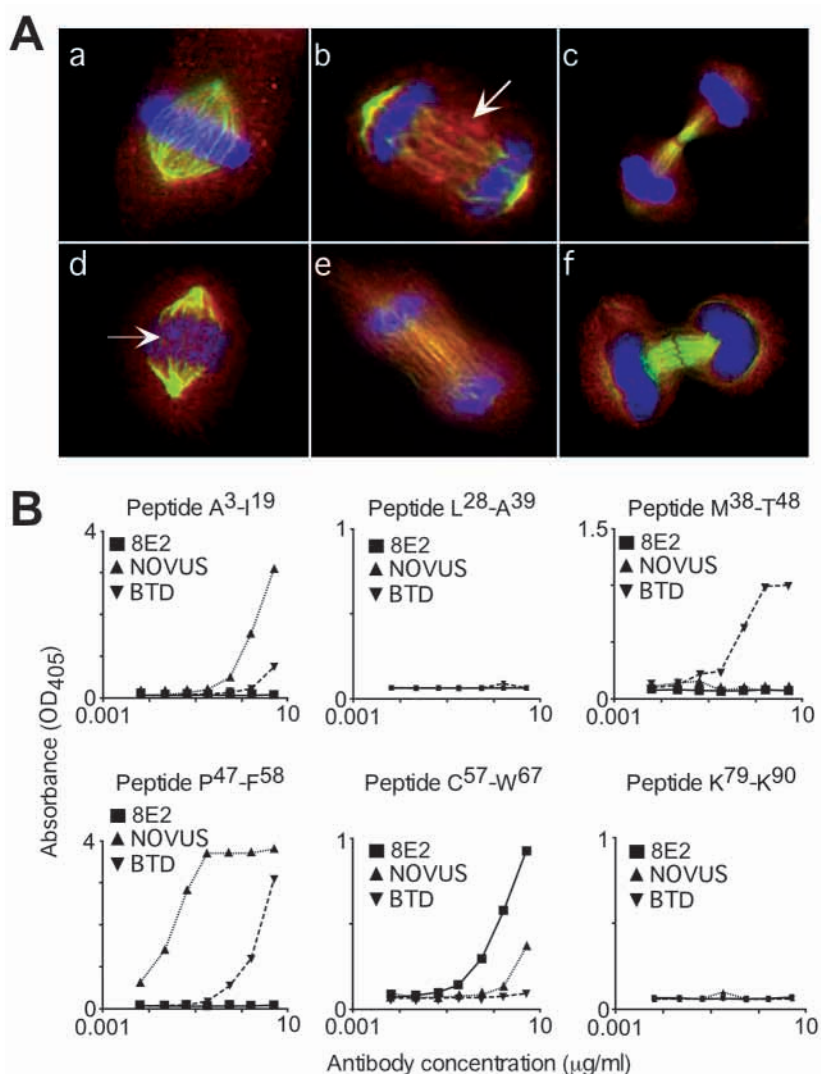 A
a
b
c
d
e
f
B
Absorbance (OD405)
Peptide A3-I19
4
8E2
NOVUS
BTD
0
0.001
10
Peptide L28-A39
1
8E2
NOVUS
BTD
0
0.001
10
Peptide M38-T48
1.5
8E2
NOVUS
BTD
0
0.001
10
Peptide P47-F58
4
8E2
NOVUS
BTD
0
0.001
10
Peptide C57-W67
1
8E2
NOVUS
BTD
0
0.001
10
Peptide K79-K90
1
8E2
NOVUS
BTD
0
0.001
10
Antibody concentration (μg/ml)